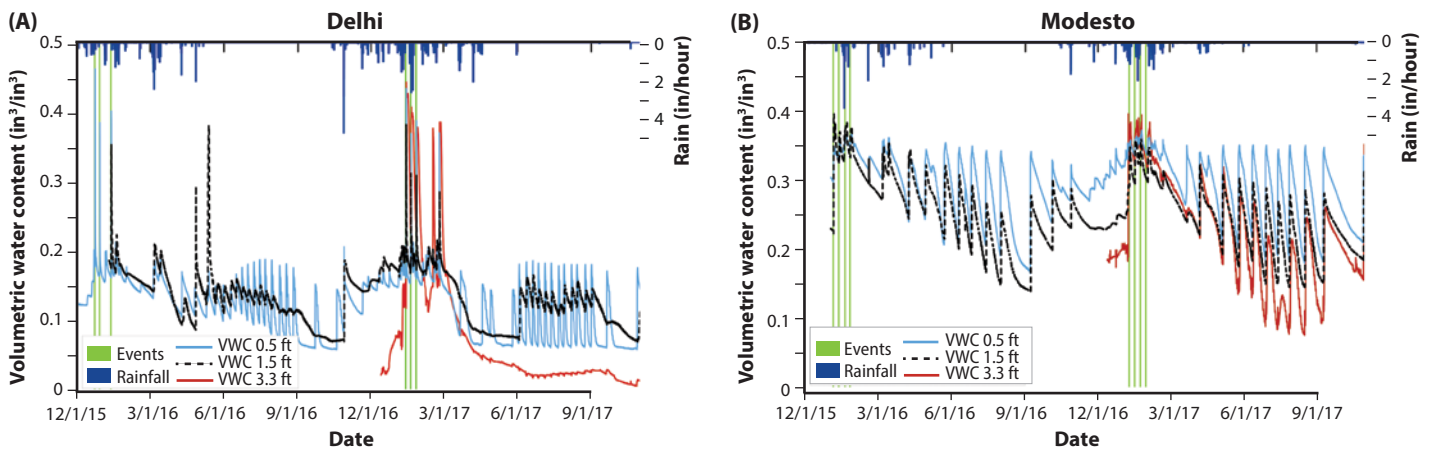 (A) Delhi
Volumetric water content (in³/in³)
0.5
0.4
0.3
0.2
0.1
0
0
2
4
Rain (in/hour)
Events
Rainfall
VWC 0.5 ft
VWC 1.5 ft
VWC 3.3 ft
12/1/15 3/1/16 6/1/16 9/1/16 12/1/16 3/1/17 6/1/17 9/1/17
Date
(B) Modesto
Volumetric water content (in³/in³)
0.5
0.4
0.3
0.2
0.1
0
0
2
4
Rain (in/hour)
Events
Rainfall
VWC 0.5 ft
VWC 1.5 ft
VWC 3.3 ft
12/1/15 3/1/16 6/1/16 9/1/16 12/1/16 3/1/17 6/1/17 9/1/17
Date